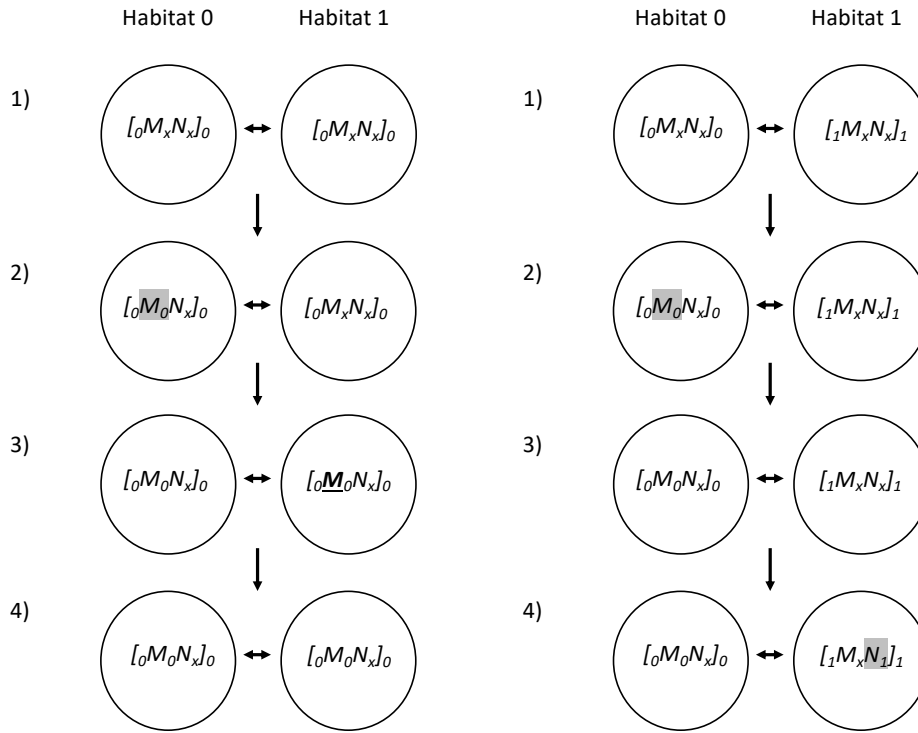 Habitat 0 Habitat 1 Habitat 0 Habitat 1
1) [₀MₓNₓ]₀ [₀MₓNₓ]₀ 1) [₀MₓNₓ]₀ [₁MₓNₓ]₁
2) [₀M₀Nₓ]₀ [₀MₓNₓ]₀ 2) [₀M₀Nₓ]₀ [₁MₓNₓ]₁
3) [₀M₀Nₓ]₀ [₀M₀Nₓ]₀ 3) [₀M₀Nₓ]₀ [₁MₓNₓ]₁
4) [₀M₀Nₓ]₀ [₀M₀Nₓ]₀ 4) [₀M₀Nₓ]₀ [₁MₓN₁]₁